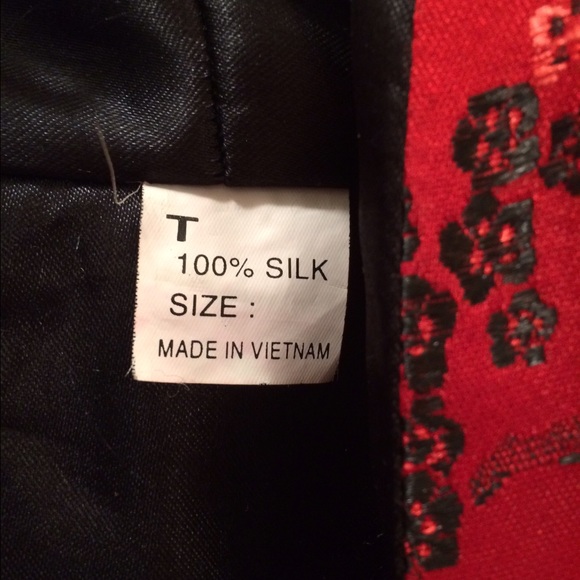 T
100% SILK
SIZE :
MADE IN VIETNAM